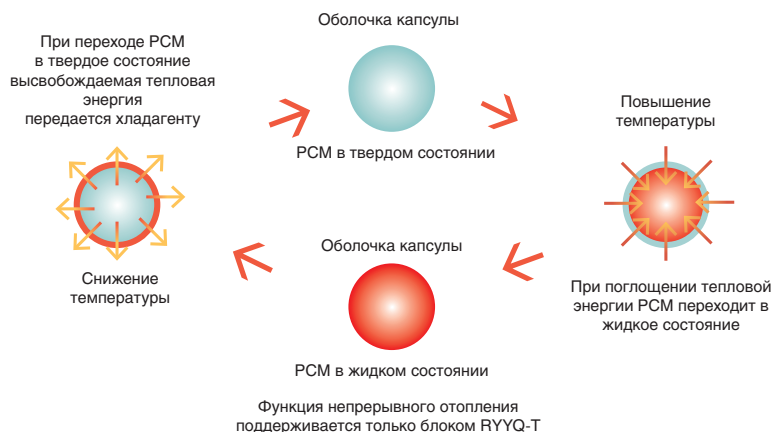 Оболочка капсулы
При переходе PCM
в твердое состояние
высвобождаемая тепловая
энергия
передается хладагенту
PCM в твердом состоянии
Повышение
температуры
Снижение
температуры
Оболочка капсулы
При поглощении тепловой
энергии PCM переходит в
жидкое состояние
PCM в жидком состоянии
Функция непрерывного отопления
поддерживается только блоком RYYQ-T